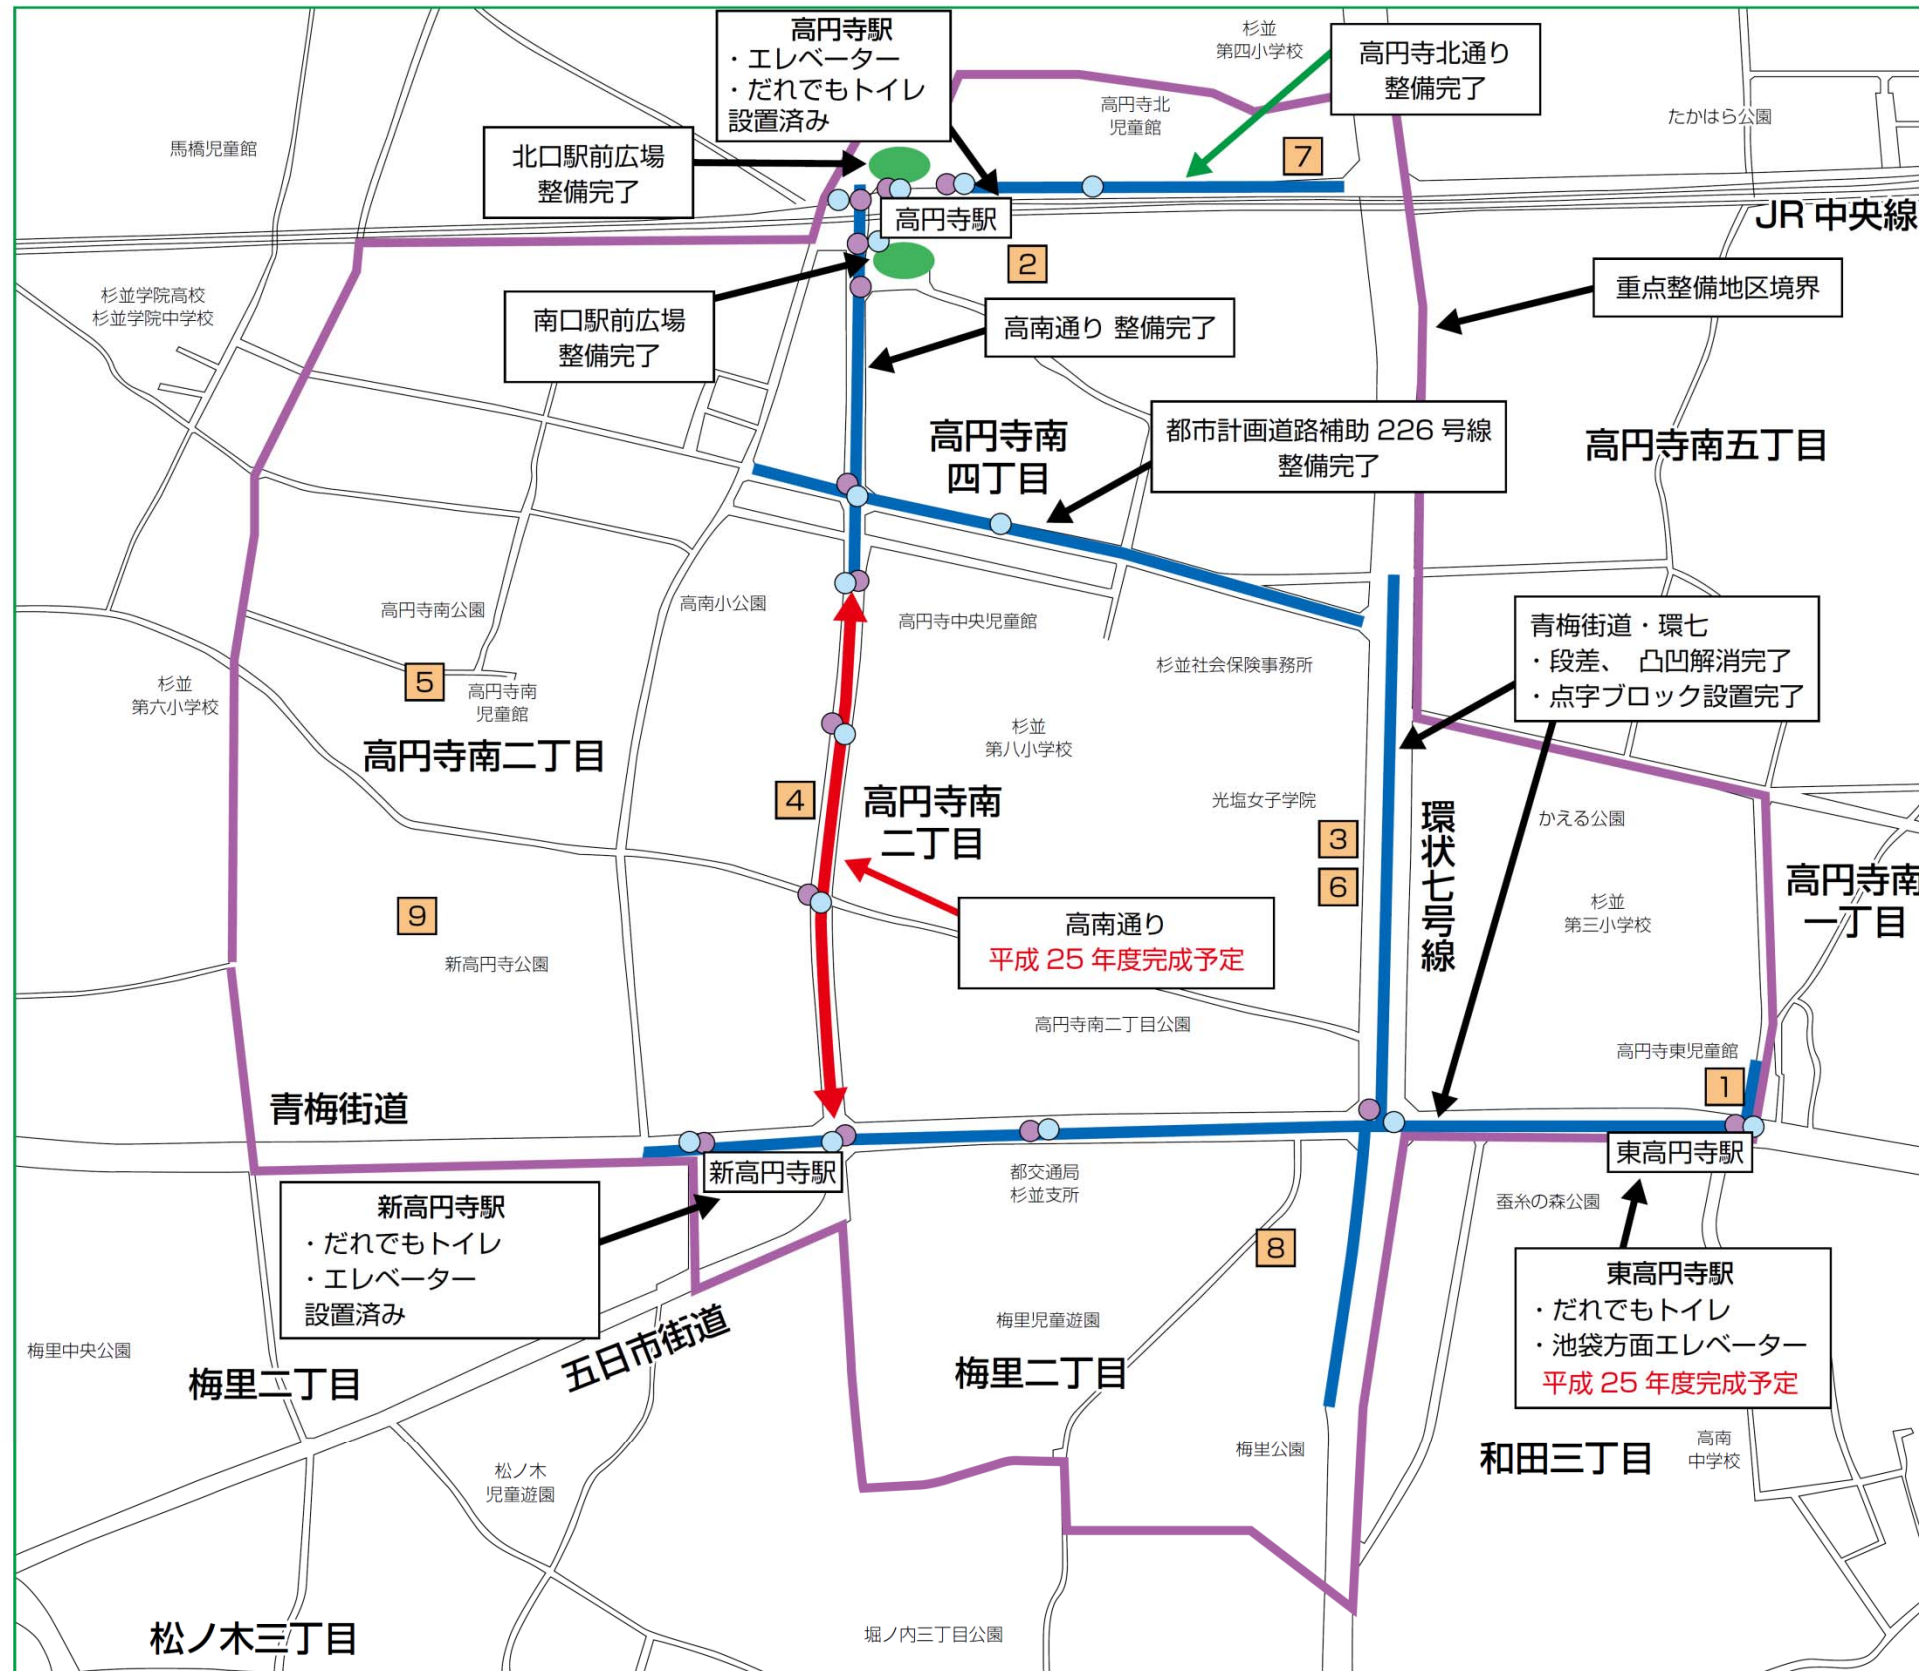 高円寺駅
・エレベーター
・だれでもトイレ
設置済み
杉並
第四小学校
高円寺北通り
整備完了
高円寺北
児童館
たかはら公園
馬橋児童館
北口駅前広場
整備完了
7
高円寺駅
JR 中央線
2
重点整備地区境界
杉並学院高校
杉並学院中学校
南口駅前広場
整備完了
高南通り 整備完了
高円寺南
四丁目
都市計画道路補助 226 号線
整備完了
高円寺南五丁目
高円寺南公園
高南小公園
高円寺中央児童館
青梅街道・環七
・段差、 凸凹解消完了
・点字ブロック設置完了
杉並社会保険事務所
5
杉並
第六小学校
高円寺南
児童館
高円寺南二丁目
杉並
第八小学校
4
高円寺南
二丁目
光塩女子学院
3
6
環状七号線
かえる公園
高円寺南
一丁目
杉並
第三小学校
9
新高円寺公園
高南通り
平成 25 年度完成予定
高円寺南二丁目公園
高円寺東児童館
1
青梅街道
新高円寺駅
都交通局
杉並支所
東高円寺駅
蚕糸の森公園
新高円寺駅
・だれでもトイレ
・エレベーター
設置済み
8
東高円寺駅
・だれでもトイレ
・池袋方面エレベーター
平成 25 年度完成予定
梅里中央公園
梅里二丁目
五日市街道
梅里児童遊園
梅里二丁目
梅里公園
和田三丁目
高南
中学校
松ノ木
児童遊園
松ノ木三丁目
堀ノ内三丁目公園